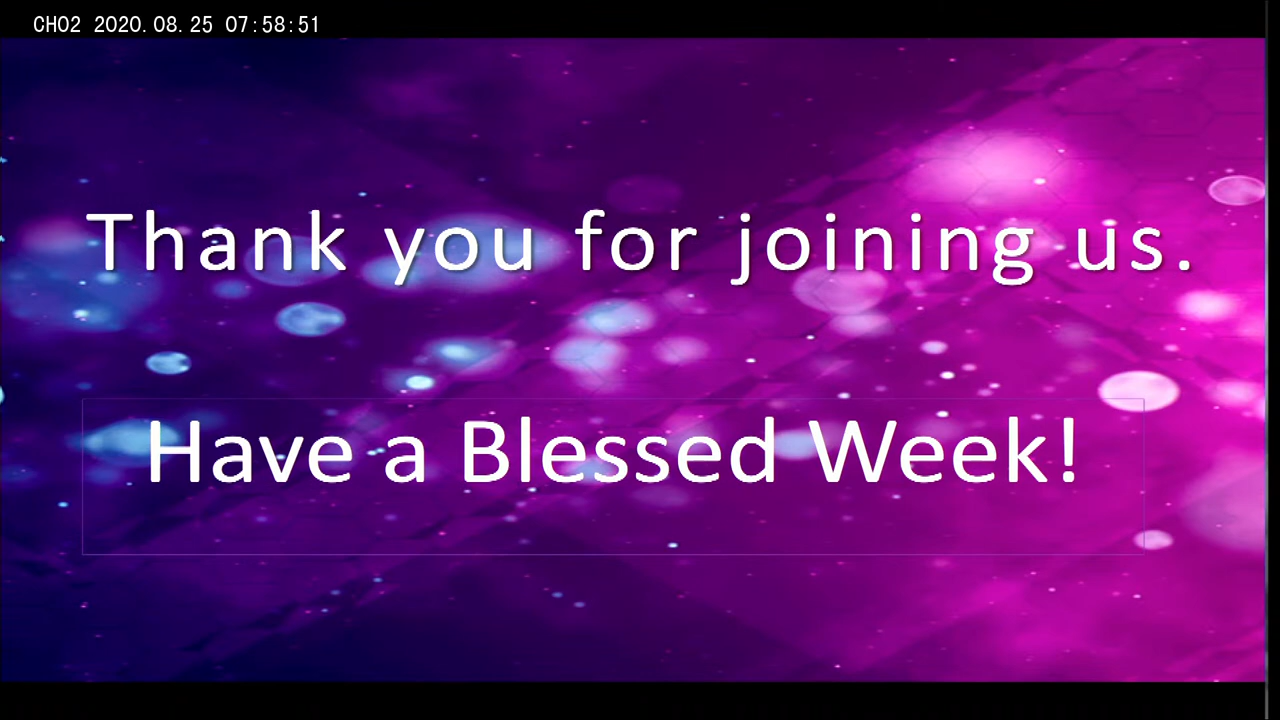 CH02 2020.08.25 07:58:51
Thank you for joining us.
Have a Blessed Week!